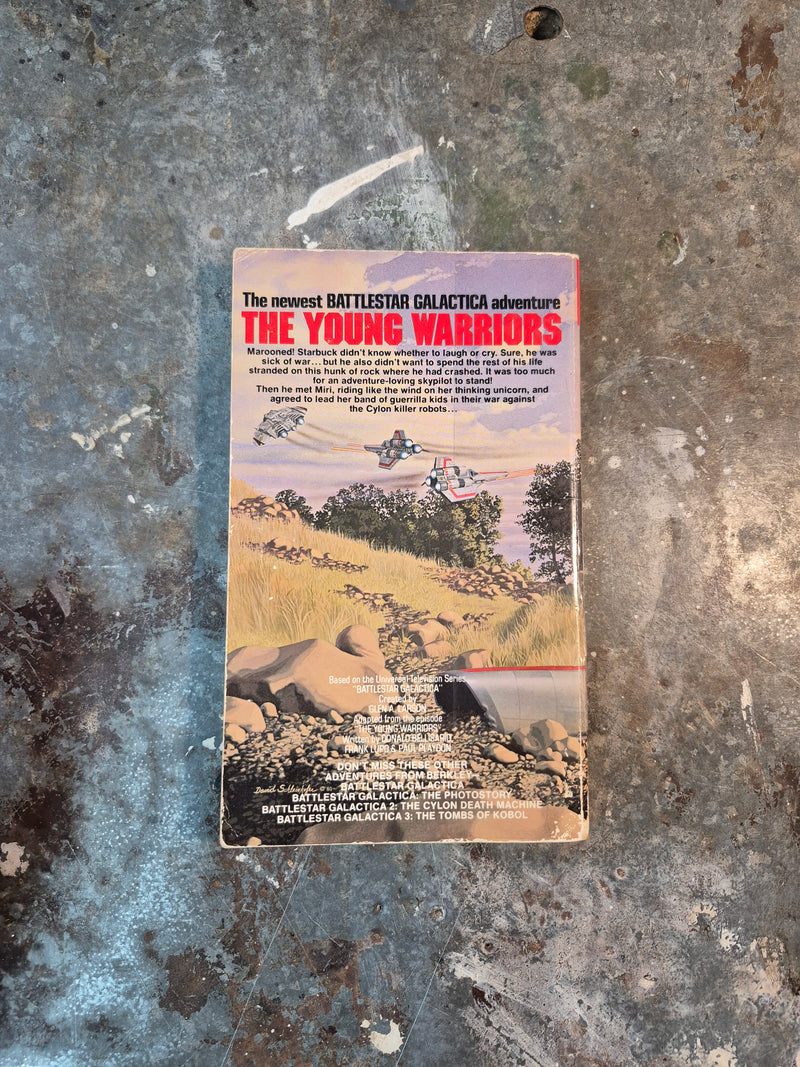 The newest BATTLESTAR GALACTICA adventure
THE YOUNG WARRIORS
Marooned! Starbuck didn't know whether to laugh or cry. Sure, he was
sick of war... but he also didn't want to spend the rest of his life
stranded on this hunk of rock where he had crashed. It was too much
for an adventure-loving skypilot to stand!
Then he met Miri, riding like the wind on her thinking unicorn, and
agreed to lead her band of guerrilla kids in their war against
the Cylon killer robots...
Based on the Universal Television Series
"BATTLESTAR GALACTICA"
Created by
GLEN A. LARSON
Adapted from the episode
"THE YOUNG WARRIORS"
Written by DONALD BELLISARIO
FRANK LUPO & PAUL PLAYDON
DON'T MISS THESE OTHER
ADVENTURES FROM BERKLEY
BATTLESTAR GALACTICA
BATTLESTAR GALACTICA: THE PHOTOSTORY
BATTLESTAR GALACTICA 2: THE CYLON DEATH MACHINE
BATTLESTAR GALACTICA 3: THE TOMBS OF KOBOL
David